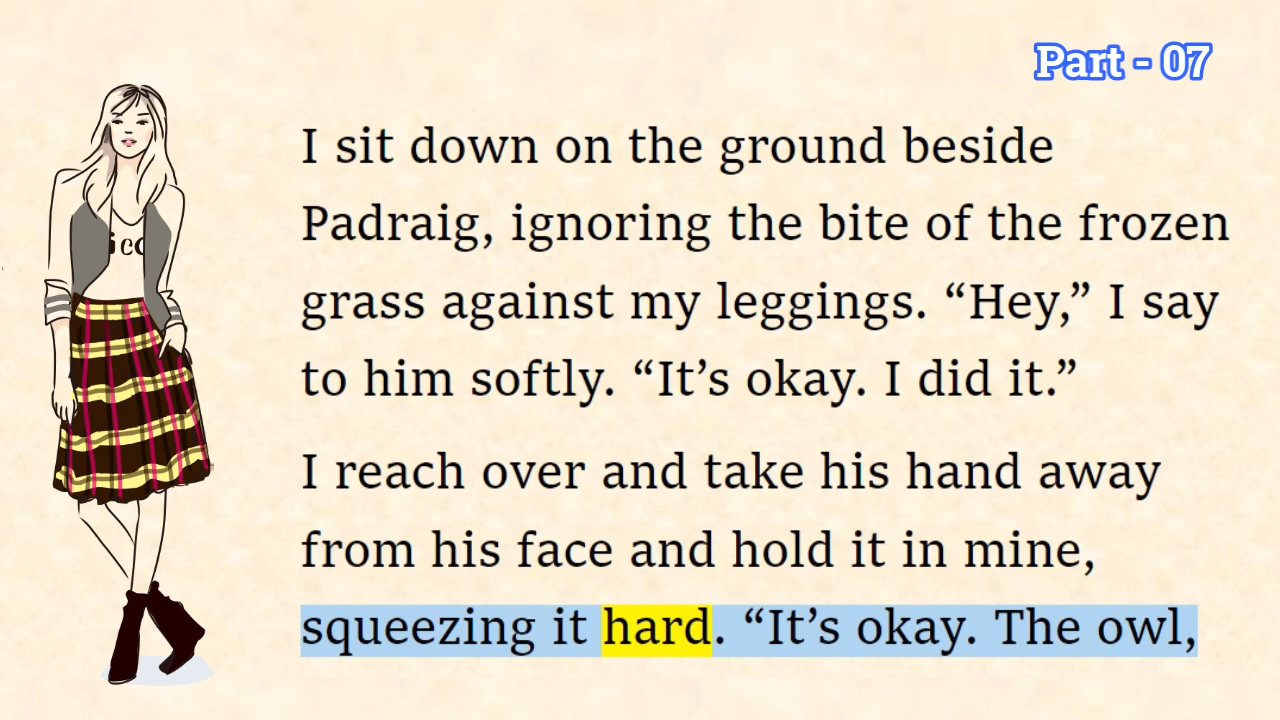 Part - 07
I sit down on the ground beside
Padraig, ignoring the bite of the frozen
grass against my leggings. “Hey,” I say
to him softly. “It’s okay. I did it.”
I reach over and take his hand away
from his face and hold it in mine,
squeezing it hard. “It’s okay. The owl,